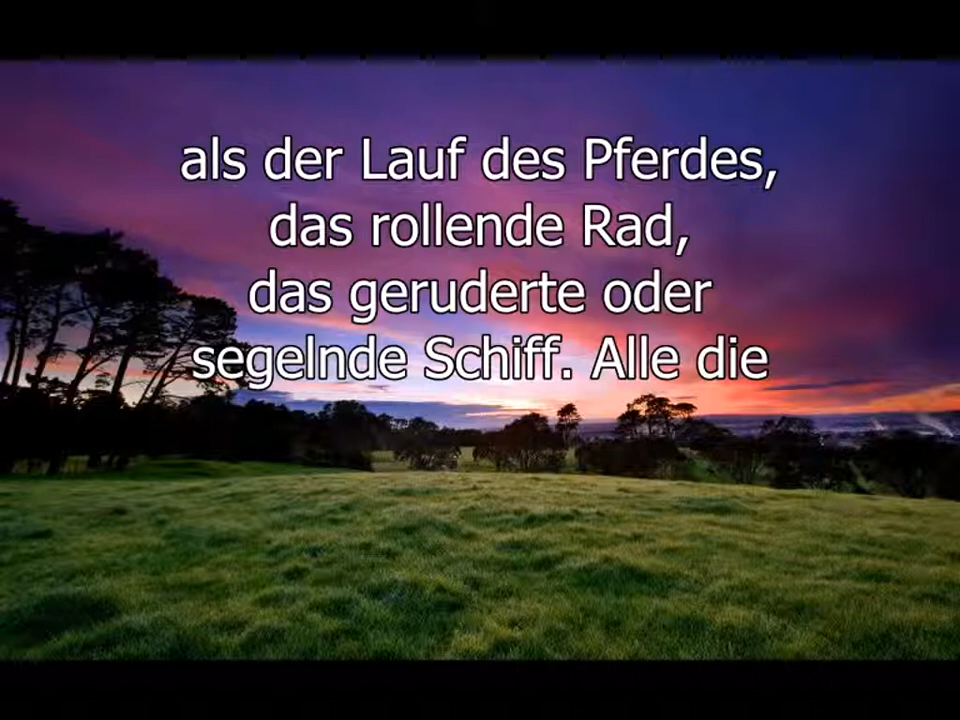 als der Lauf des Pferdes,
das rollende Rad,
das geruderte oder
segelnde Schiff. Alle die